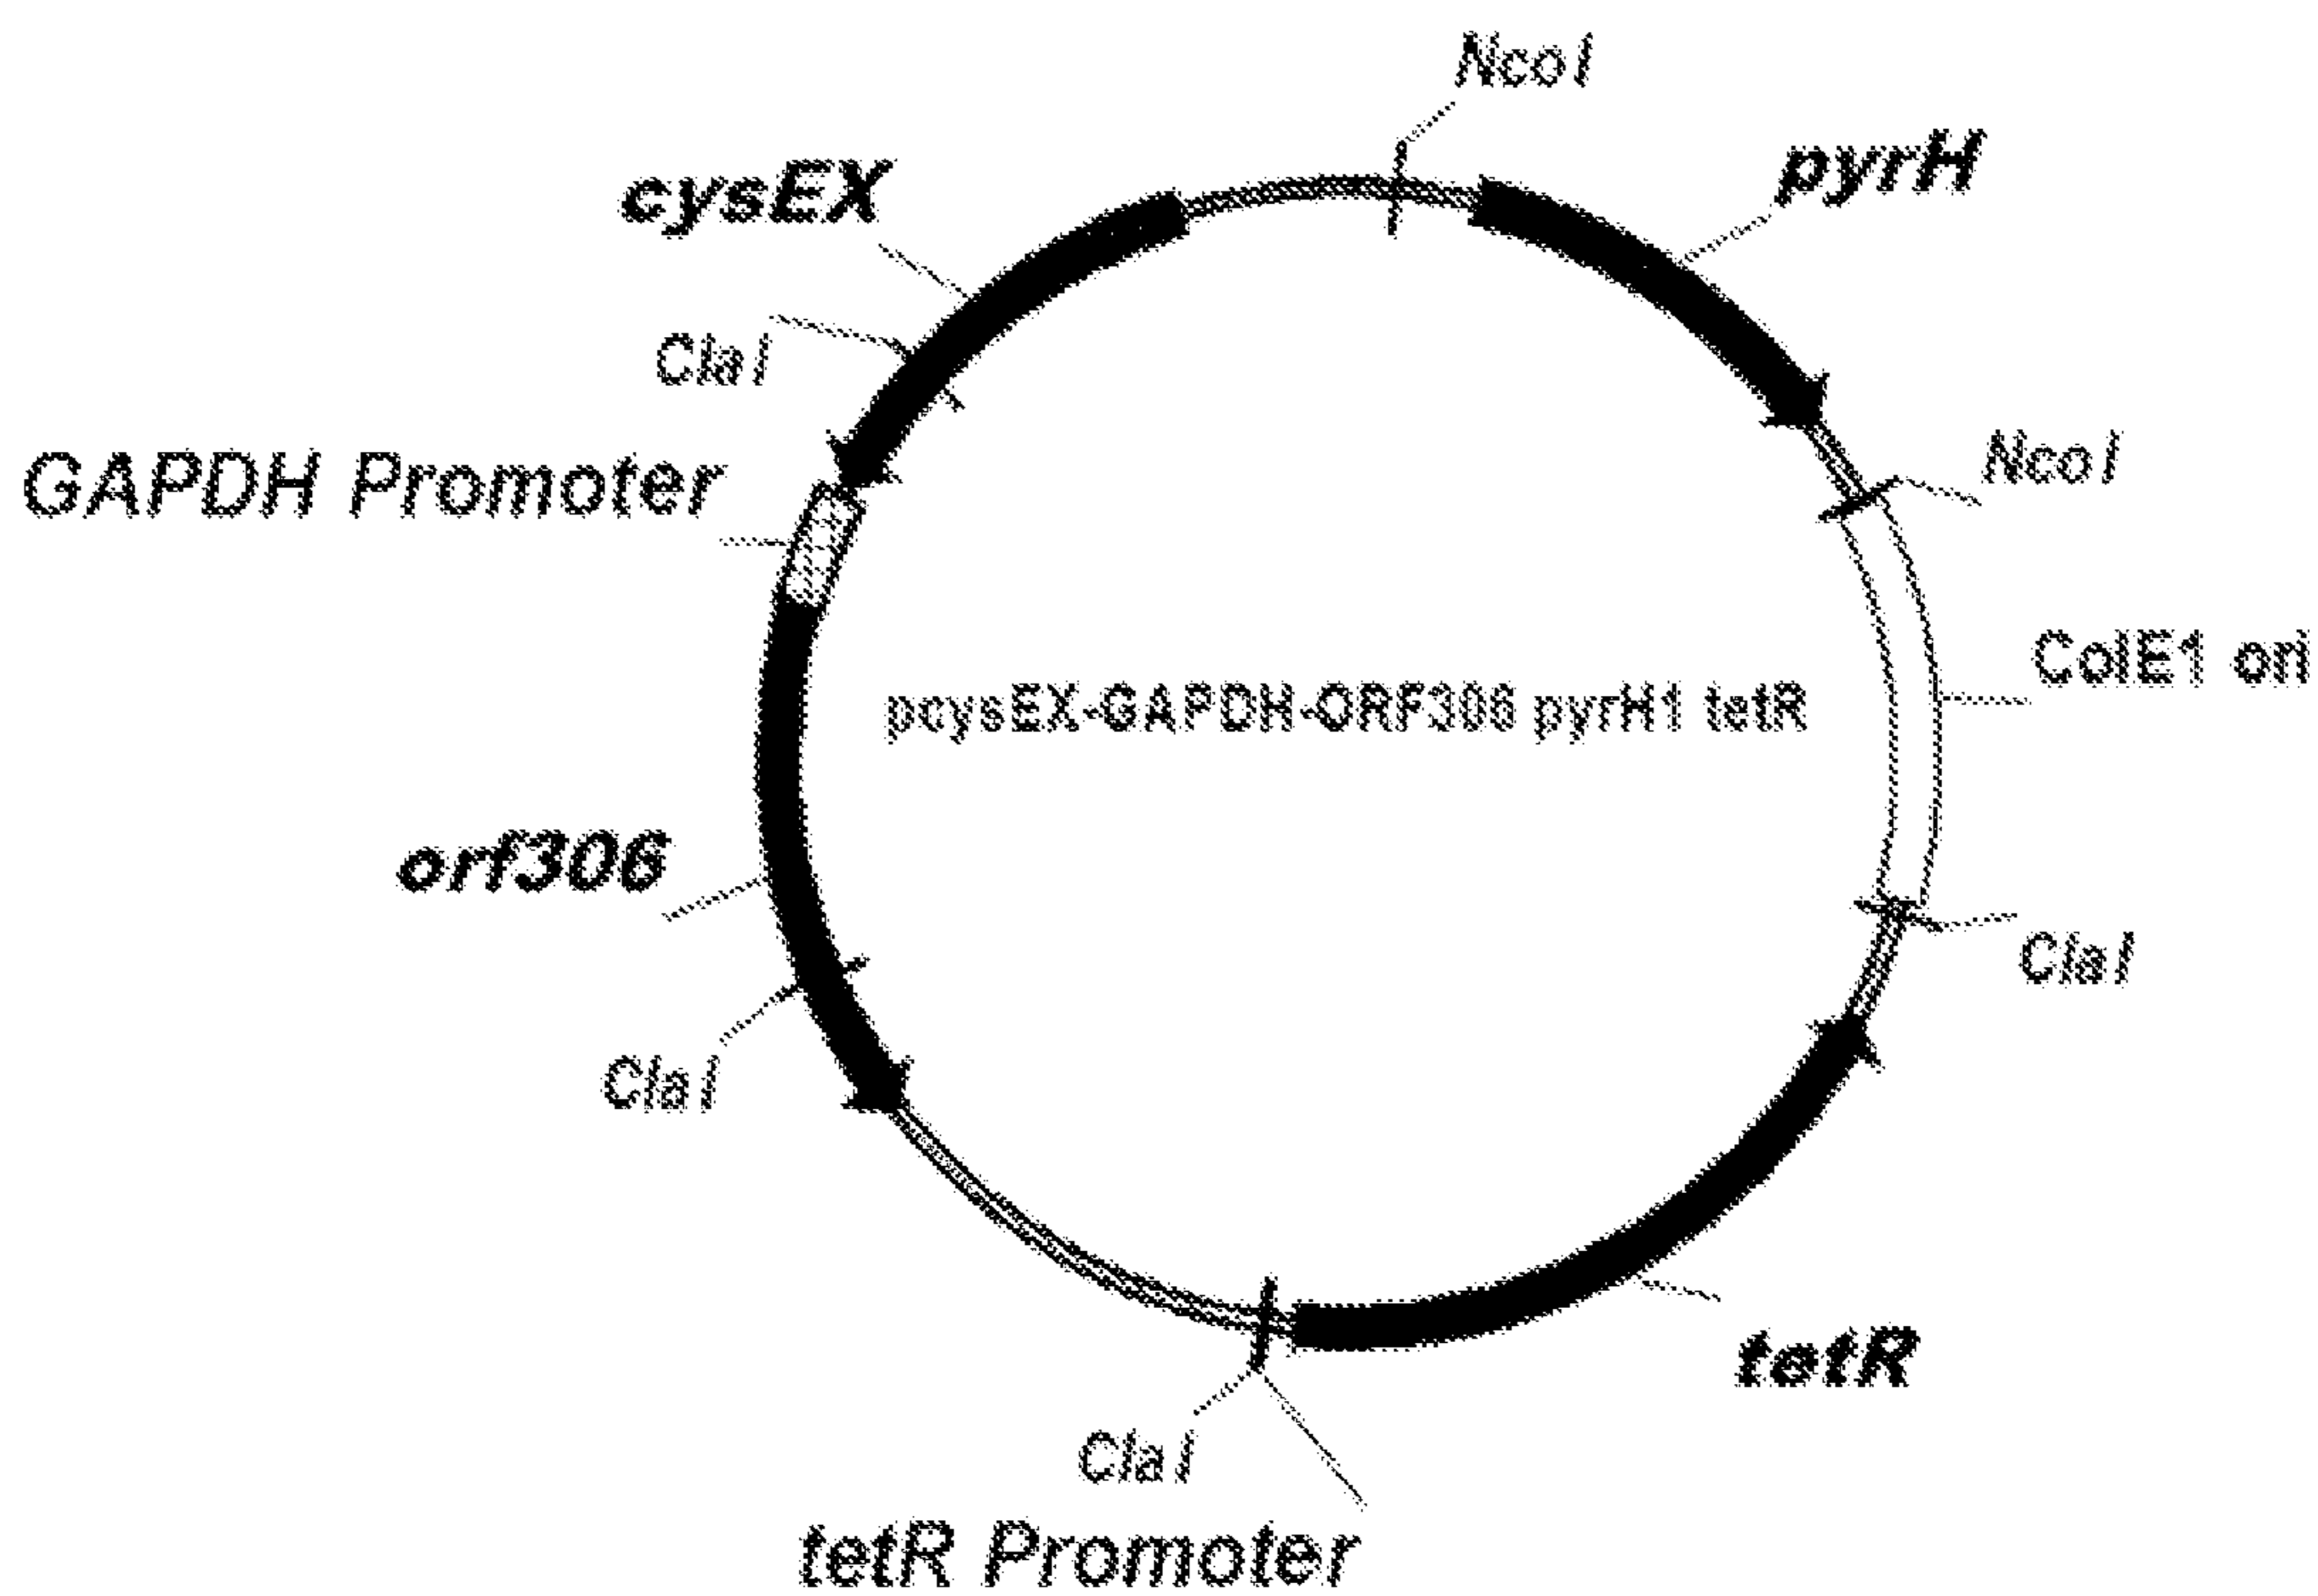 NcoI
pyrH
cysEX
ClaI
GAPDH Promoter
NcoI
ColE1 ori
pcysEX-GAPDH-ORF306 pyrH1 tetR
orf306
ClaI
ClaI
tetR
ClaI
tetR Promoter